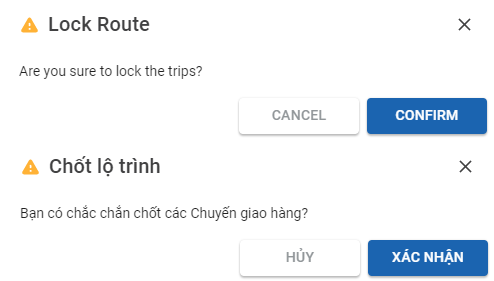 Lock Route
Are you sure to lock the trips?
CANCEL
CONFIRM
Chốt lộ trình
Bạn có chắc chắn chốt các Chuyến giao hàng?
HỦY
XÁC NHẬN